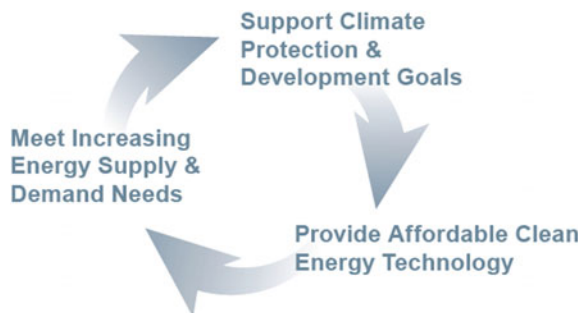 Support Climate
Protection &
Development Goals
Meet Increasing
Energy Supply &
Demand Needs
Provide Affordable Clean
Energy Technology